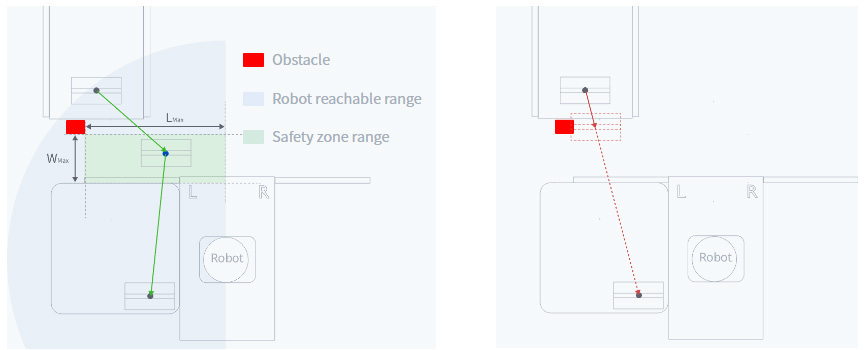 Obstacle
LMax
Robot reachable range
Safety zone range
WMax
L R
Robot
L R
Robot